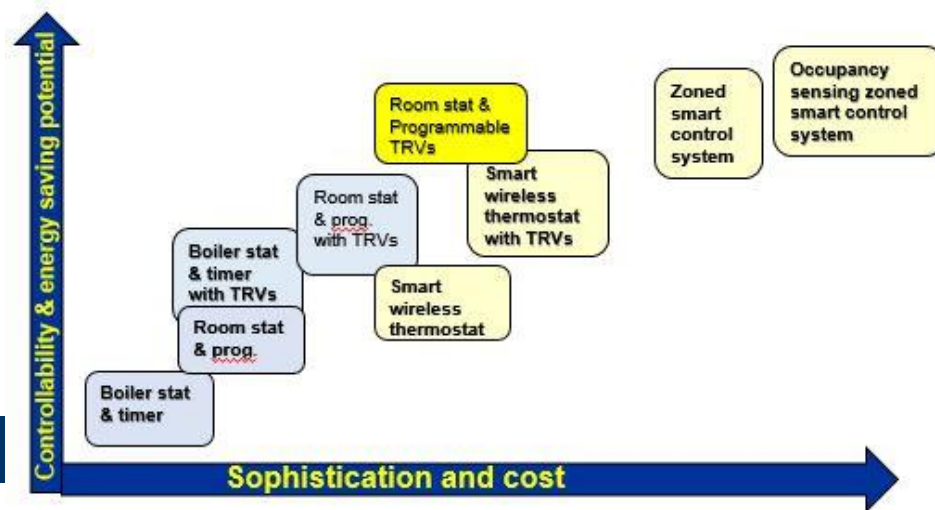 Controllability & energy saving potential
Occupancy
sensing zoned
smart control
system
Zoned
smart
control
system
Room stat &
Programmable
TRVs
Smart
wireless
thermostat
with TRVs
Room stat
& prog.
with TRVs
Boiler stat
& timer
with TRVs
Smart
wireless
thermostat
Room stat
& prog.
Boiler stat
& timer
Sophistication and cost